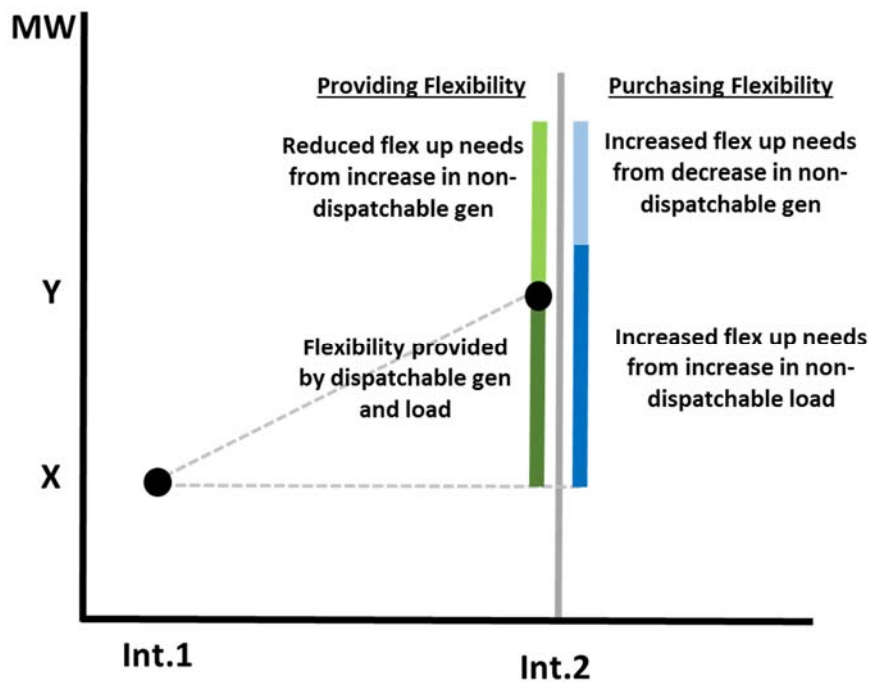 MW
Providing Flexibility
Purchasing Flexibility
Reduced flex up needs
from increase in non-
dispatchable gen
Increased flex up needs
from decrease in non-
dispatchable gen
Y
Flexibility provided
by dispatchable gen
and load
Increased flex up needs
from increase in non-
dispatchable load
X
Int.1
Int.2